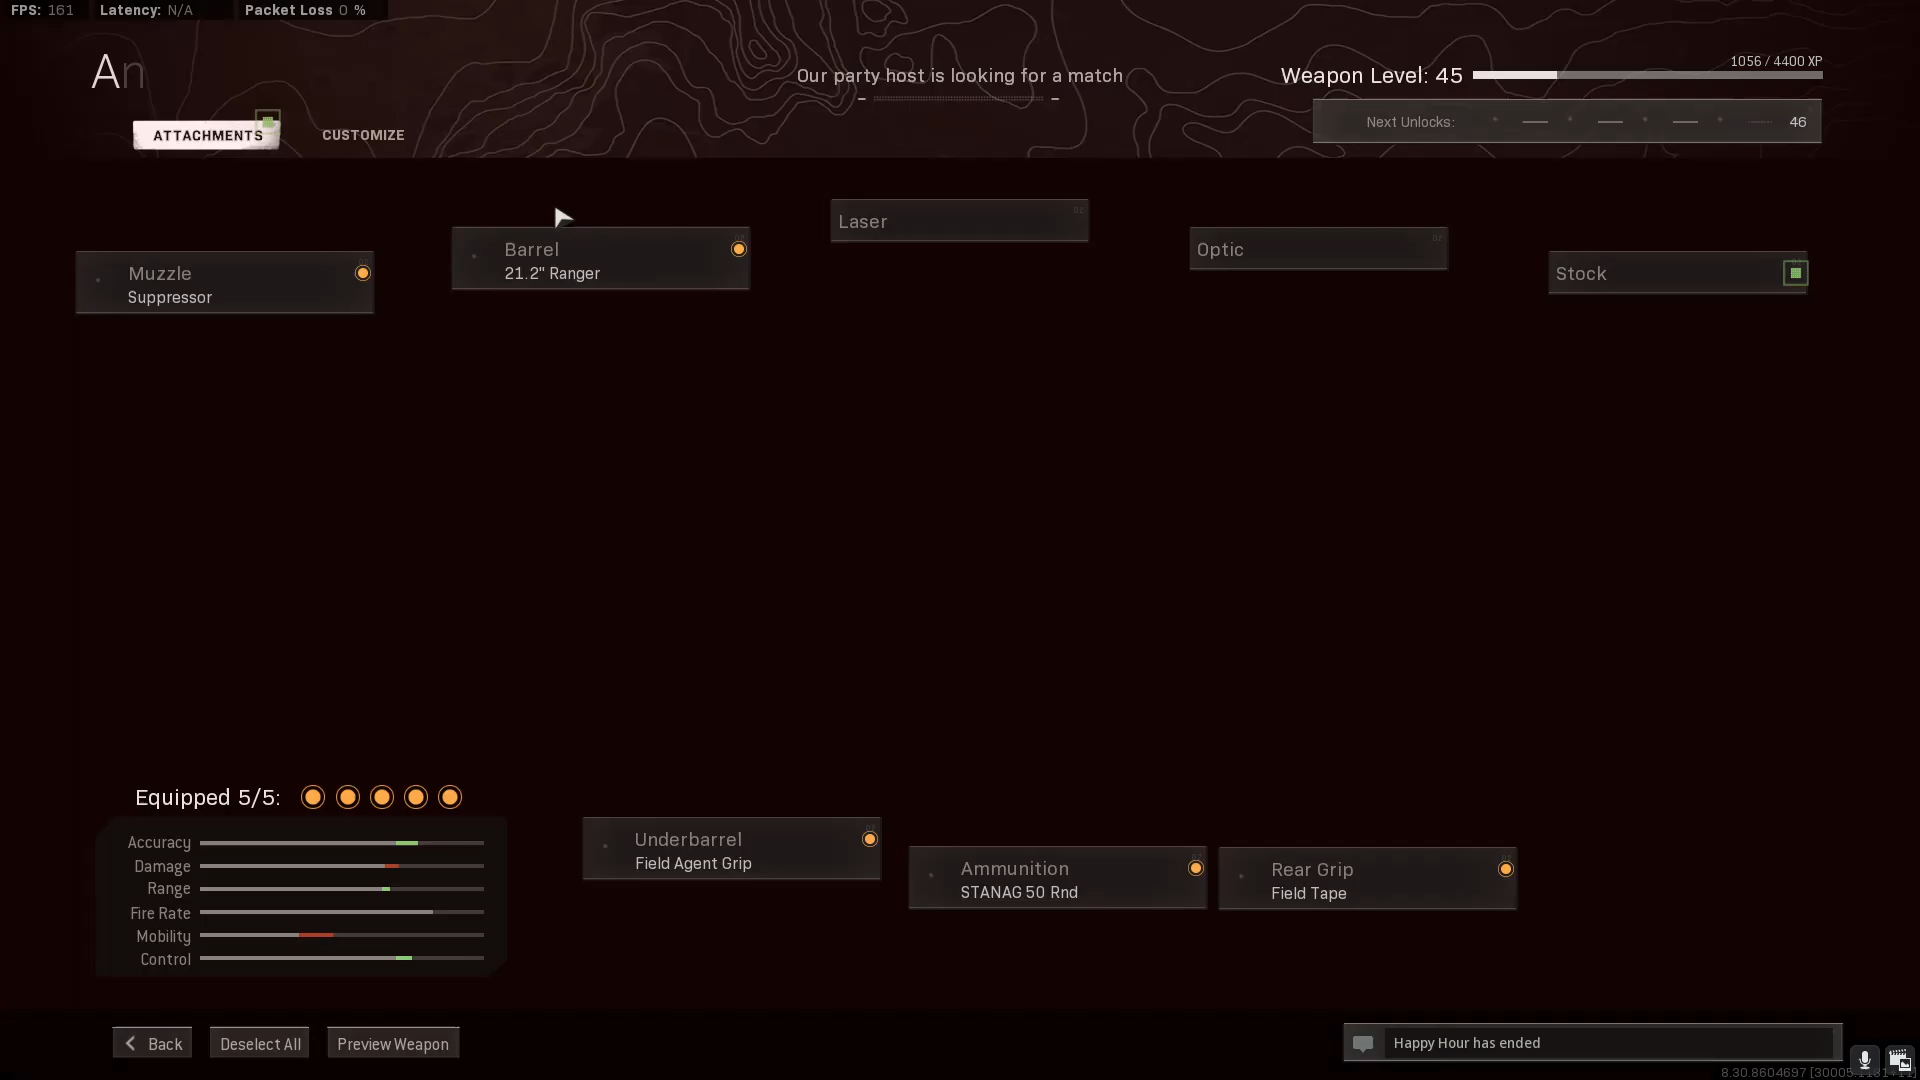 FPS: 161 Latency: N/A Packet Loss 0 %
An
Our party host is looking for a match
Weapon Level: 45
1056 / 4400 XP
Next Unlocks: 46
ATTACHMENTS CUSTOMIZE
Laser
Barrel
21.2" Ranger
Optic
Muzzle
Suppressor
Stock
Equipped 5/5:
Accuracy
Damage
Range
Fire Rate
Mobility
Control
Underbarrel
Field Agent Grip
Ammunition
STANAG 50 Rnd
Rear Grip
Field Tape
Back Deselect All Preview Weapon
Happy Hour has ended